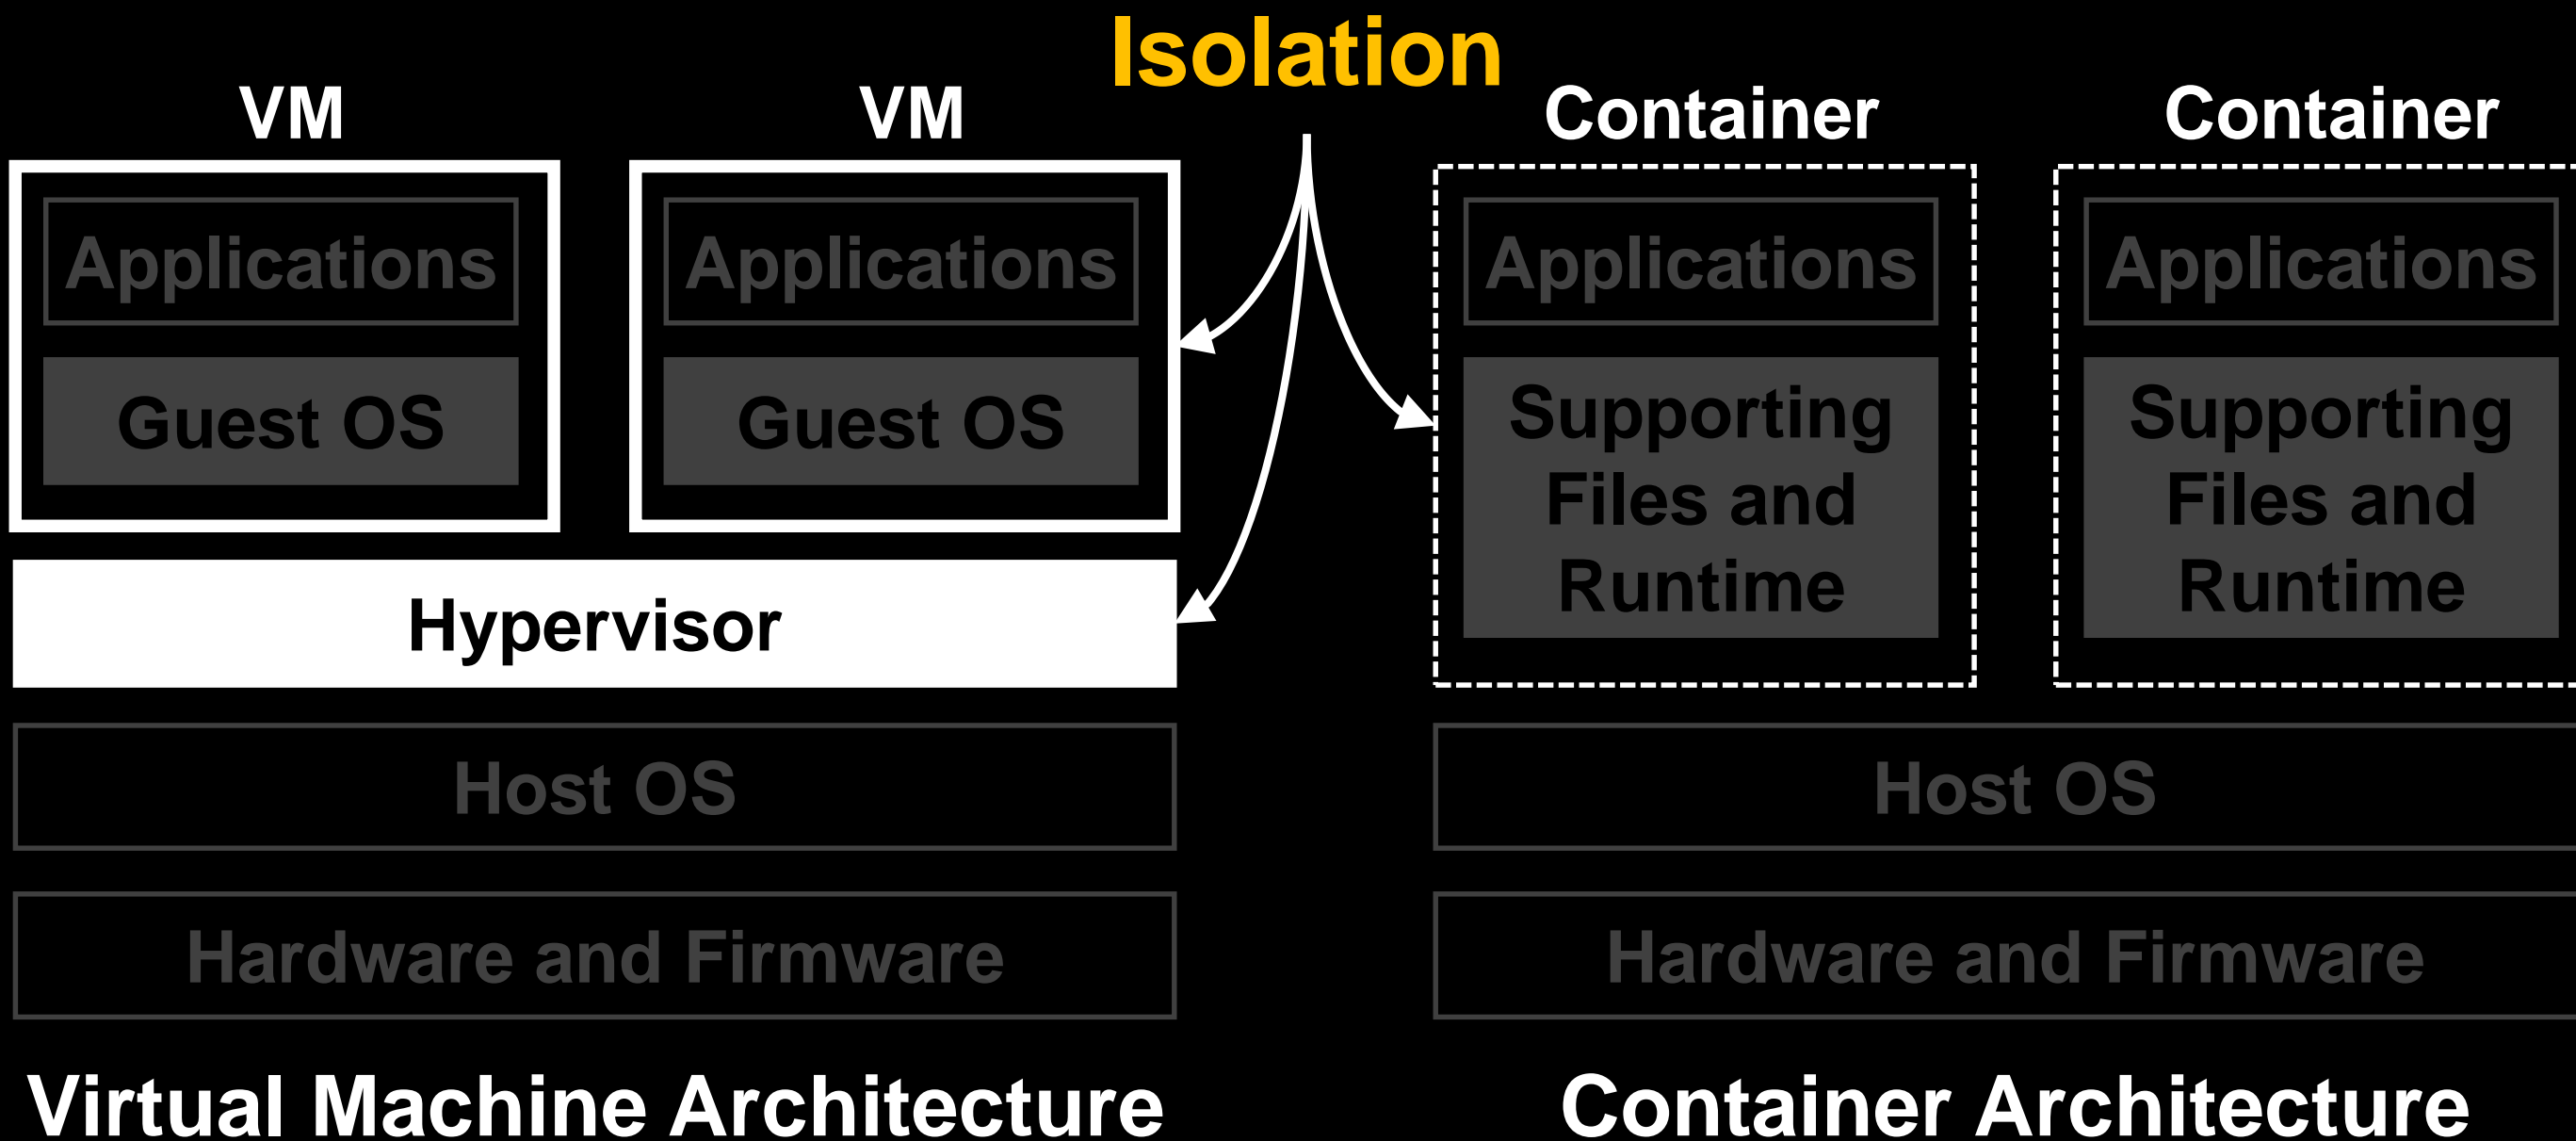 Isolation
VM
VM
Container
Container
Applications
Applications
Applications
Applications
Guest OS
Guest OS
Supporting
Files and
Runtime
Supporting
Files and
Runtime
Hypervisor
Host OS
Host OS
Hardware and Firmware
Hardware and Firmware
Virtual Machine Architecture
Container Architecture